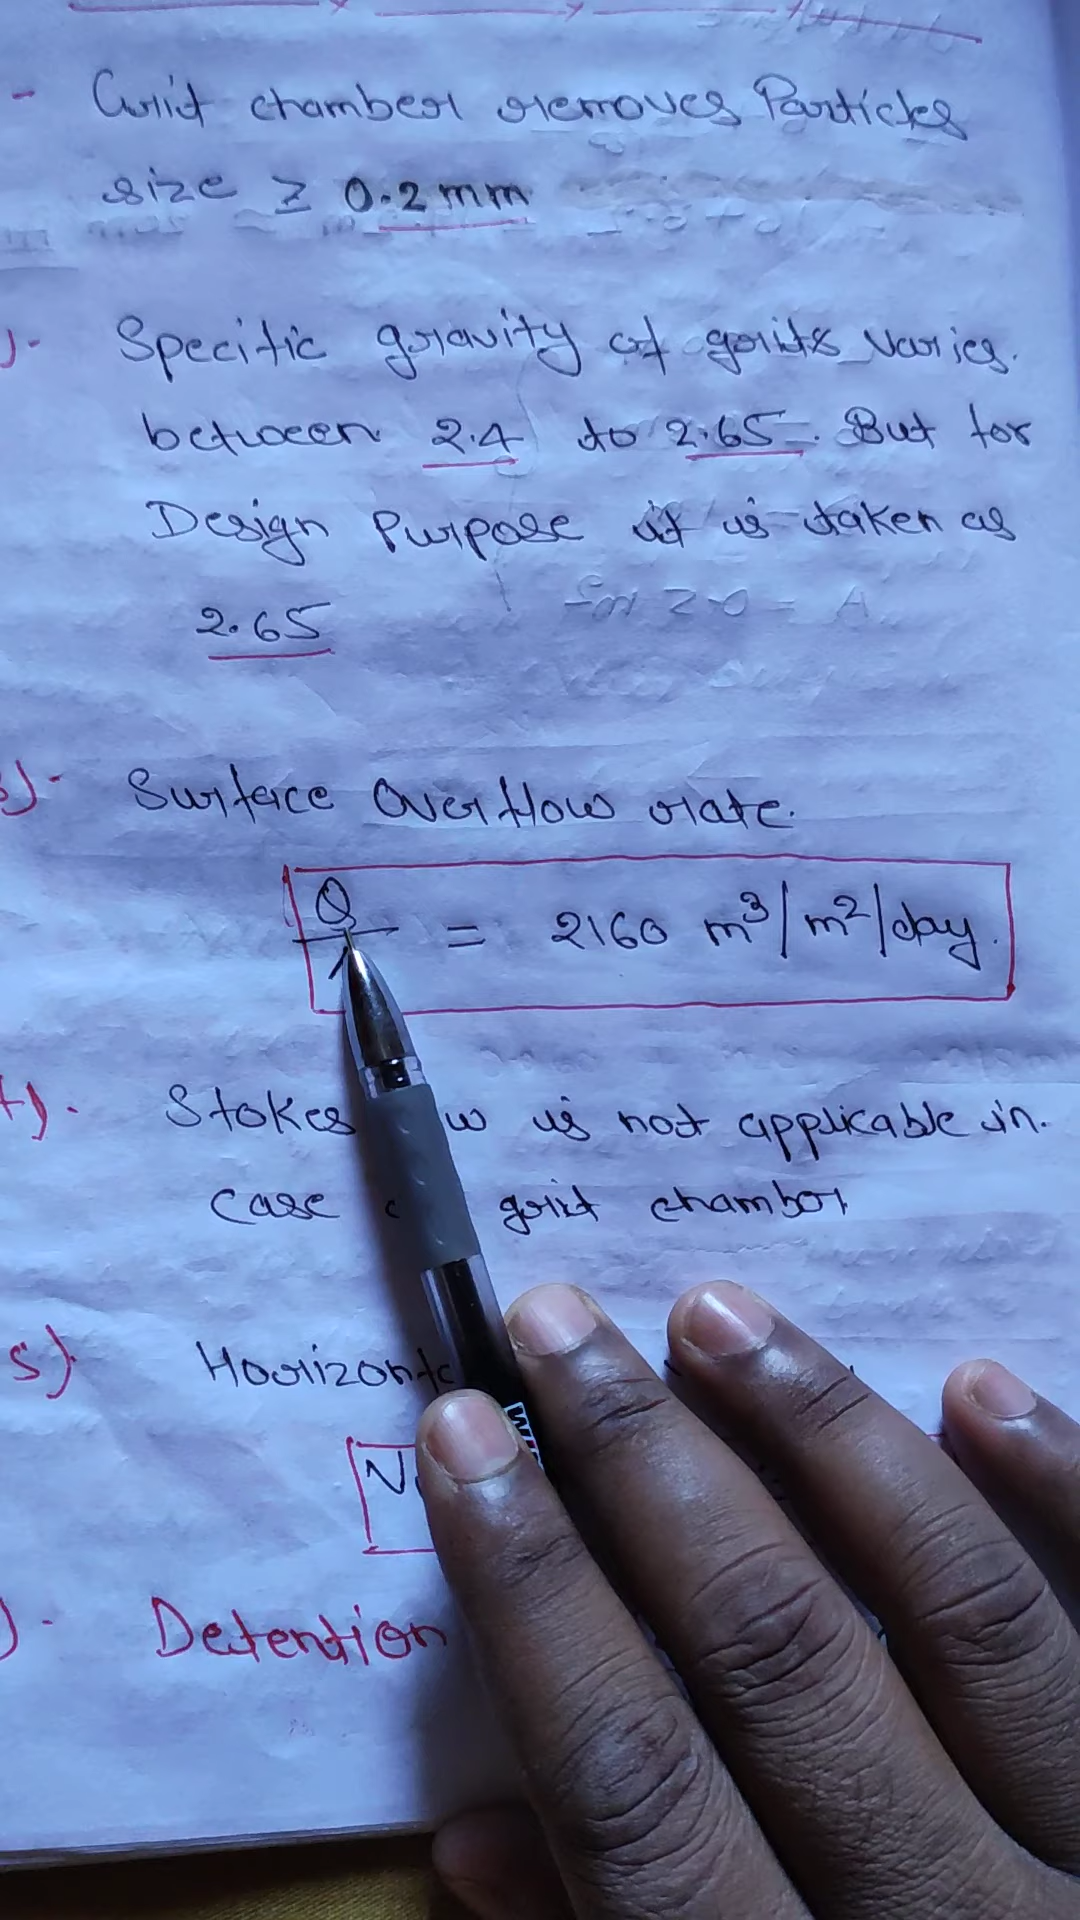 - Grit chamber removes Particles
size ≥ 0.2mm
Specific gravity of grits varies
between 2.4 to 2.65. But for
Design Purpose it is taken as
2.65
Surface Overflow rate.
Q = 2160 m³/m²/day.
Stokes is not applicable in.
case grit chamber
5)
Detention